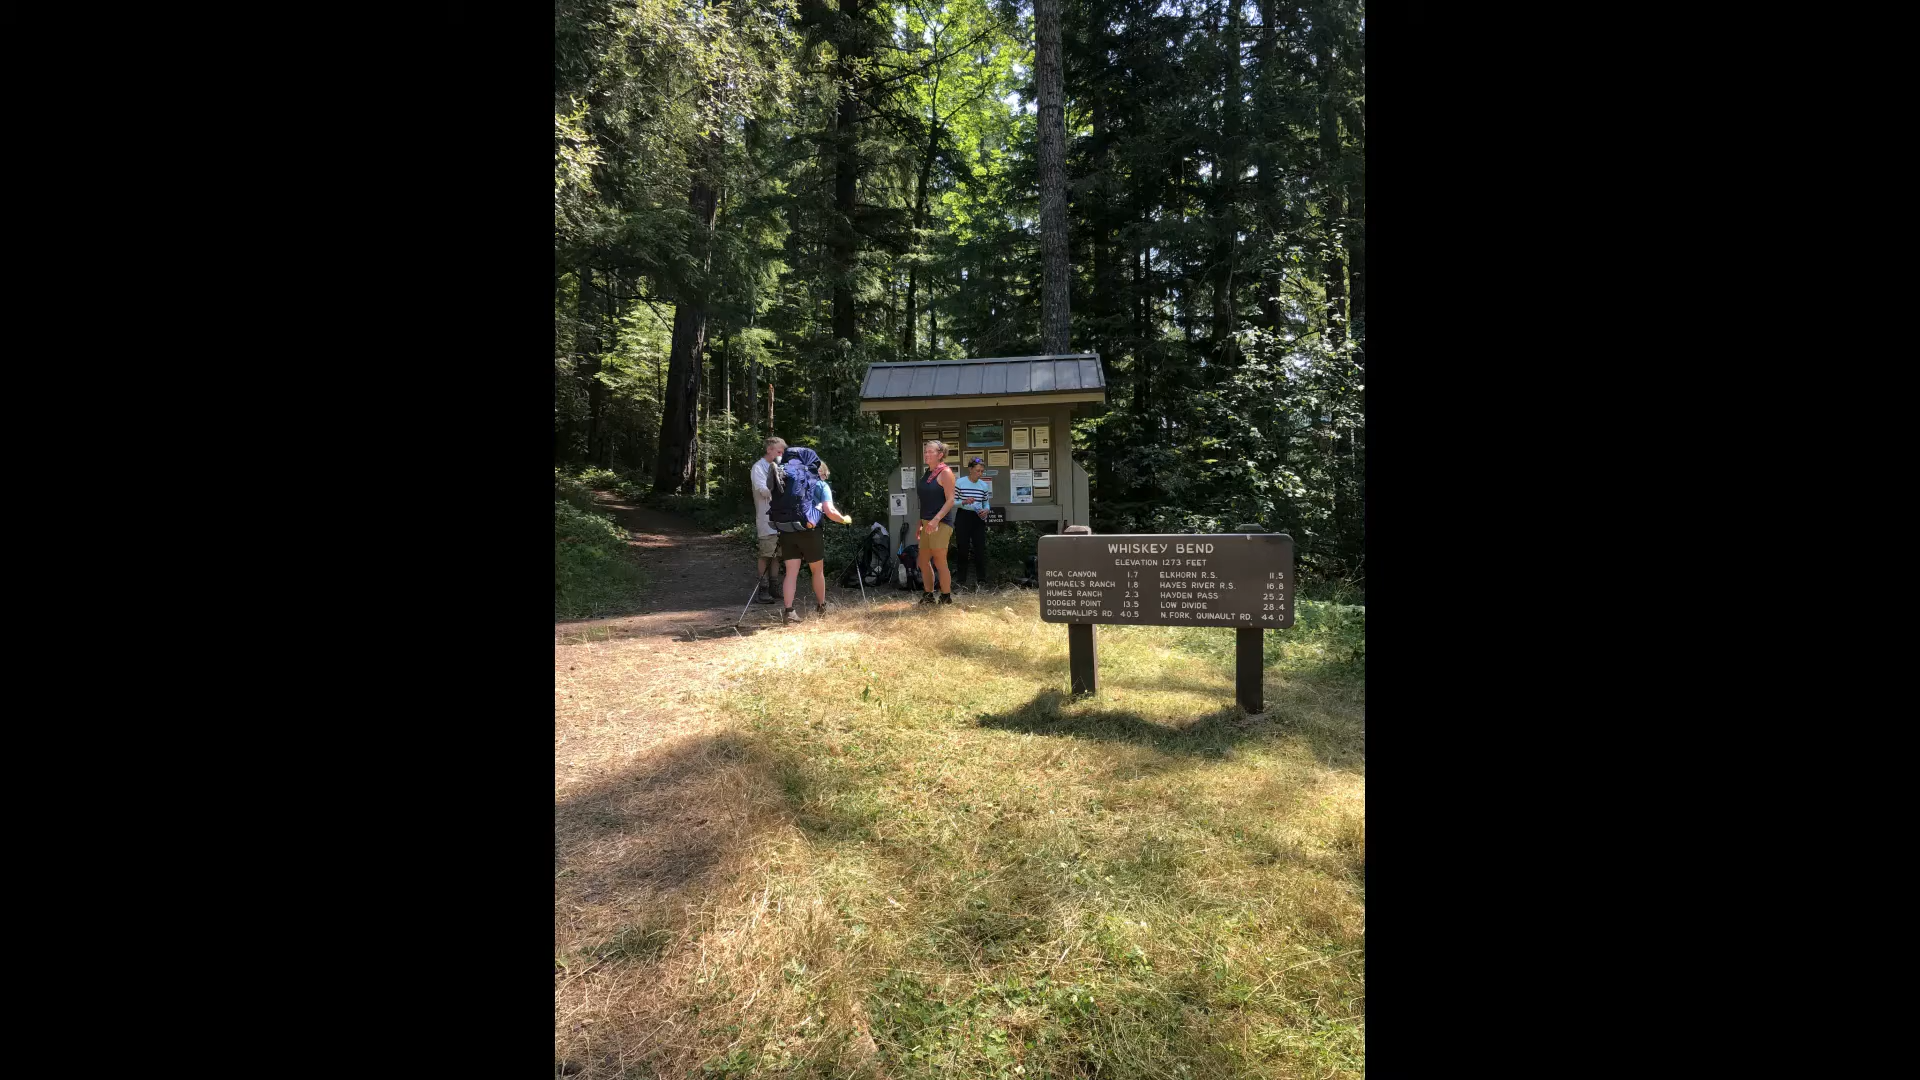 WHISKEY BEND
ELEVATION 1273 FEET
RICA CANYON 1.7 ELKHORN R.S. 11.5
MICHAEL'S RANCH 1.8 HAYES RIVER R.S. 16.8
HUMES RANCH 2.3 HAYDEN PASS 25.2
DODGER POINT 13.5 LOW DIVIDE 28.4
DOSEWALLIPS RD. 40.5 N.FORK, QUINAULT RD. 44.0